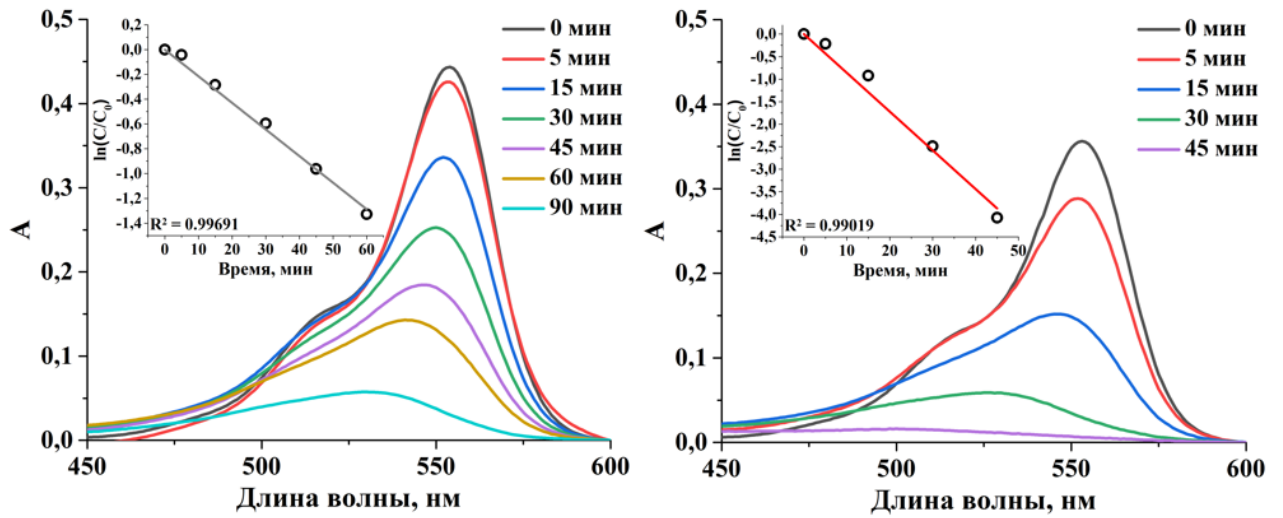 0,5
0,4
0,3
0,2
0,1
0,0
A
450
500
550
600
Длина волны, нм
0 мин
5 мин
15 мин
30 мин
45 мин
60 мин
90 мин
0,2
0,0
-0,2
-0,4
-0,6
-0,8
-1,0
-1,2
-1,4
ln(C/C₀)
R² = 0.99691
0
10
20
30
40
50
60
Время, мин
0,5
0,4
0,3
0,2
0,1
0,0
A
450
500
550
600
Длина волны, нм
0 мин
5 мин
15 мин
30 мин
45 мин
0,0
-0,5
-1,0
-1,5
-2,0
-2,5
-3,0
-3,5
-4,0
-4,5
ln(C/C₀)
R² = 0.99019
0
10
20
30
40
50
Время, мин